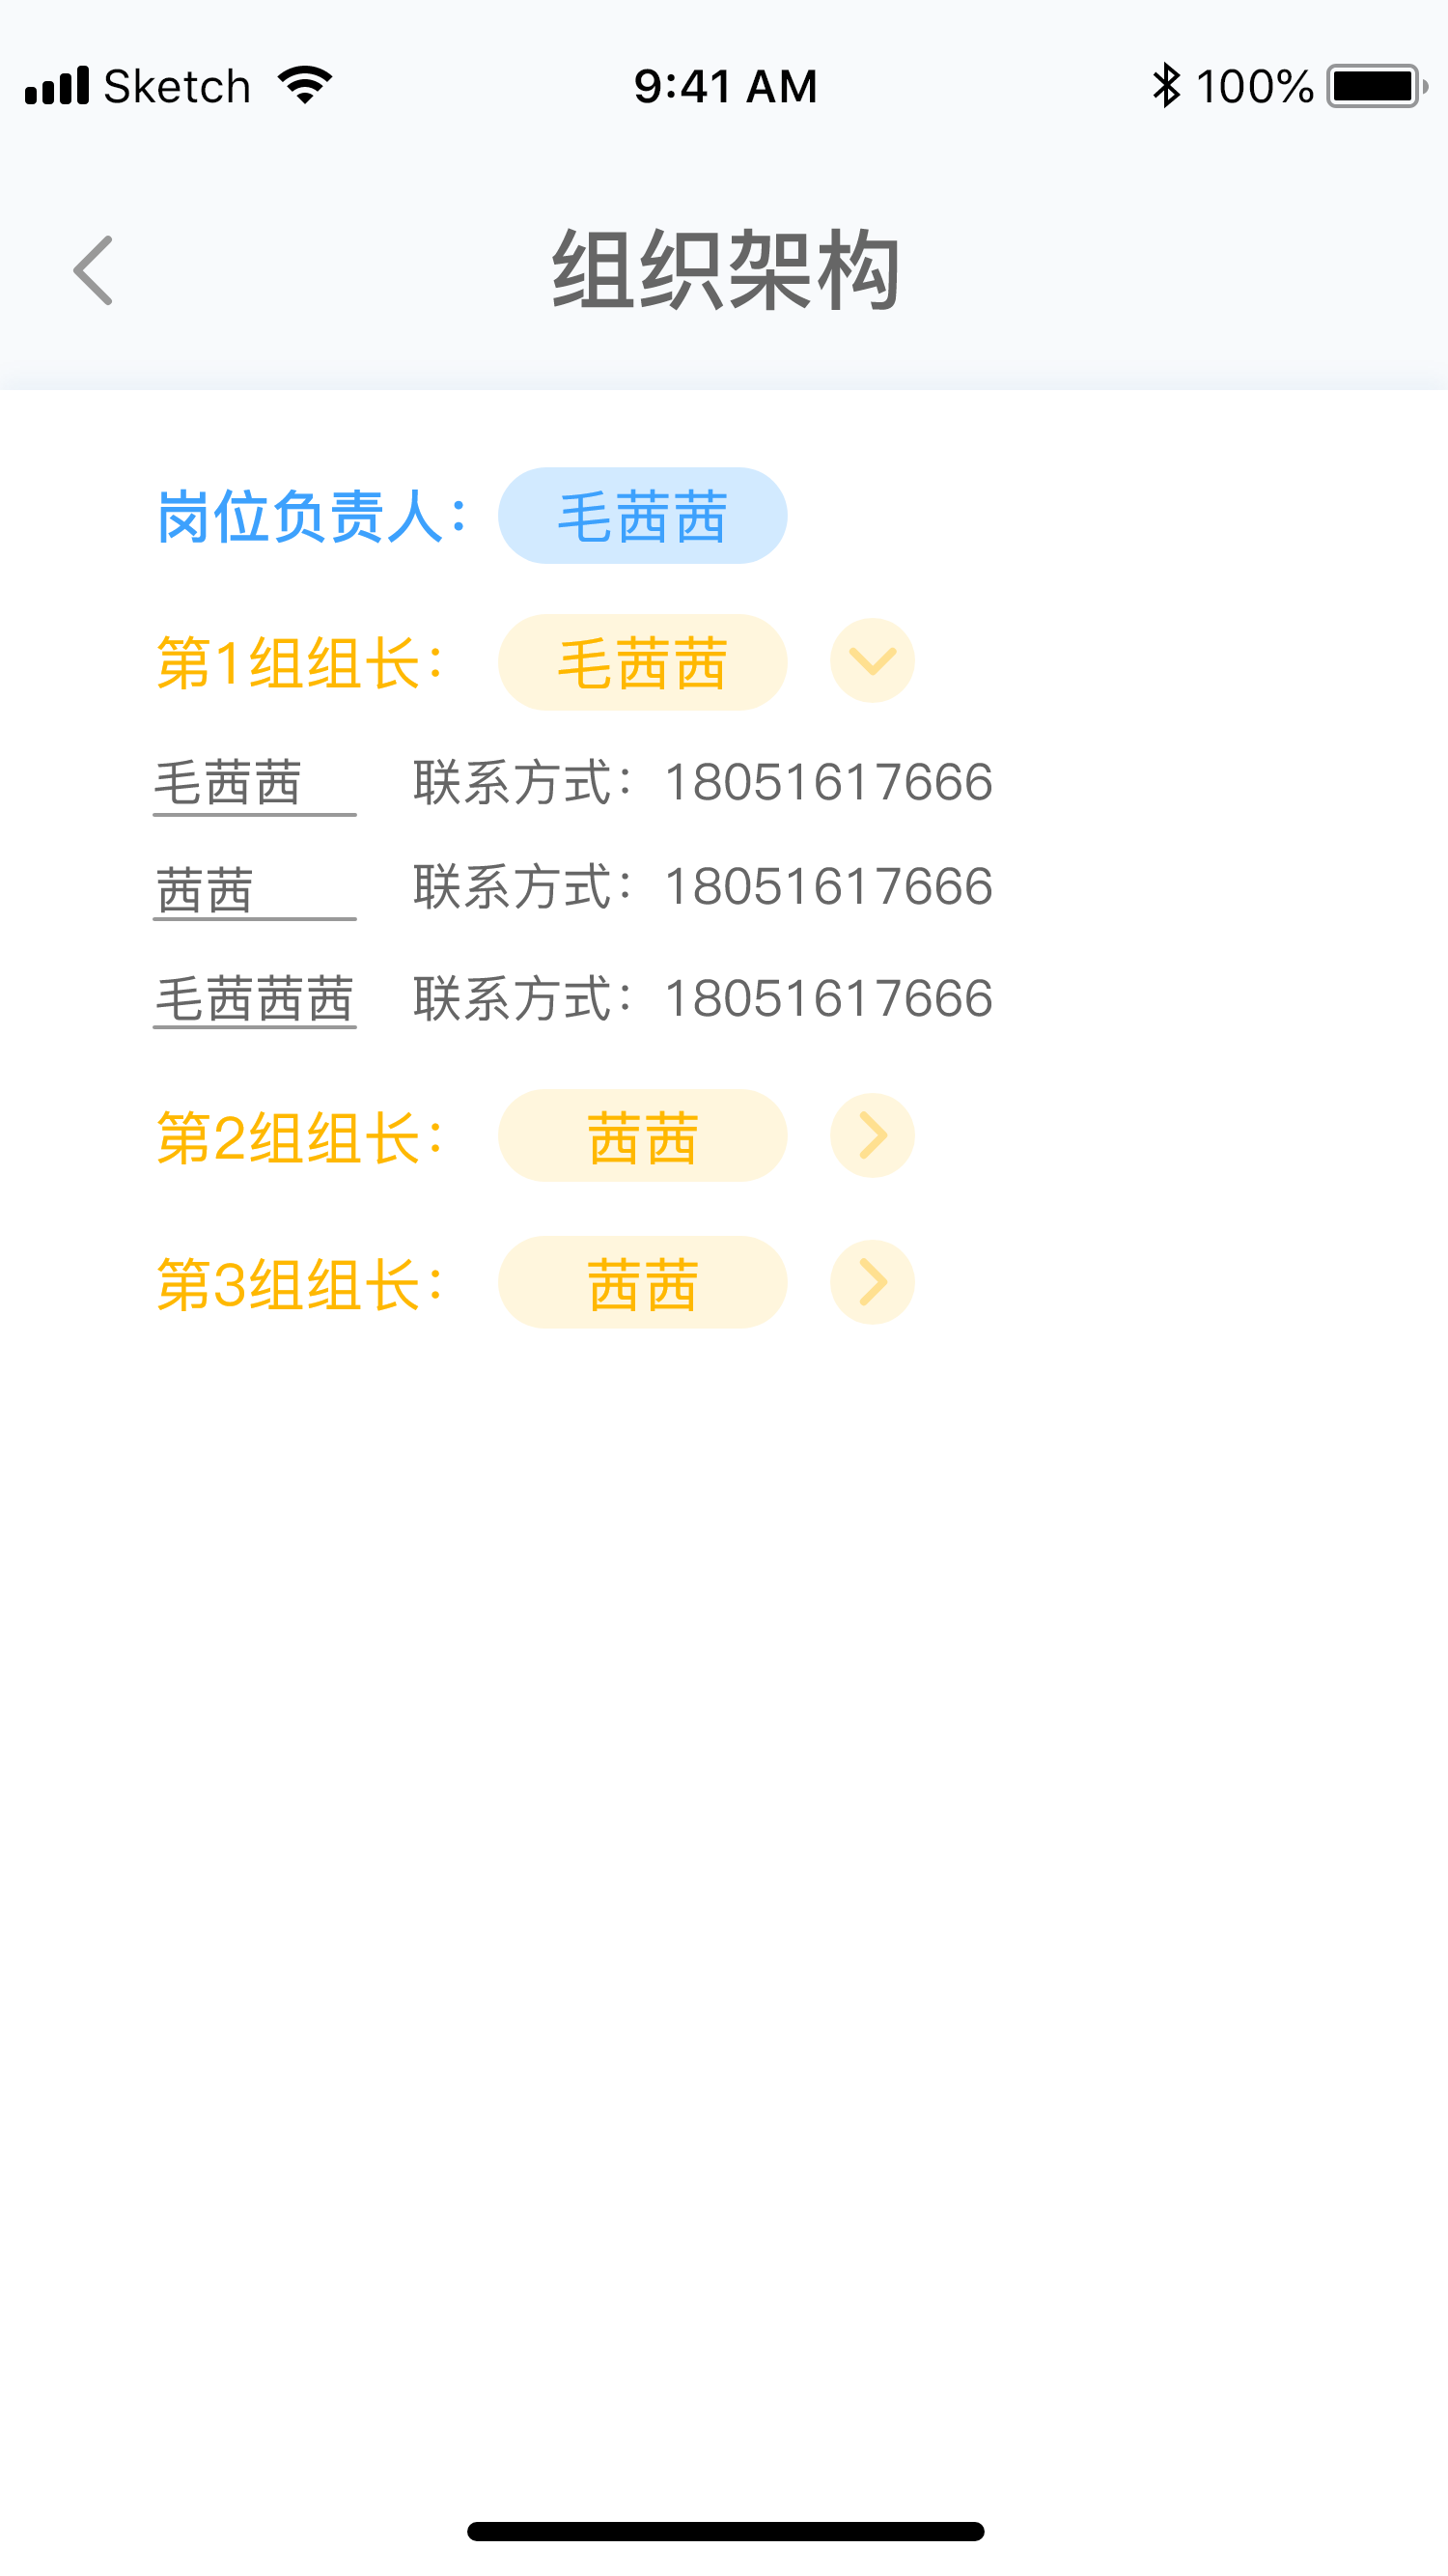 Sketch 9:41 AM 100%
组织架构
岗位负责人： 毛茜茜
第1组组长： 毛茜茜
毛茜茜 联系方式：18051617666
茜茜 联系方式：18051617666
毛茜茜茜 联系方式：18051617666
第2组组长： 茜茜
第3组组长： 茜茜